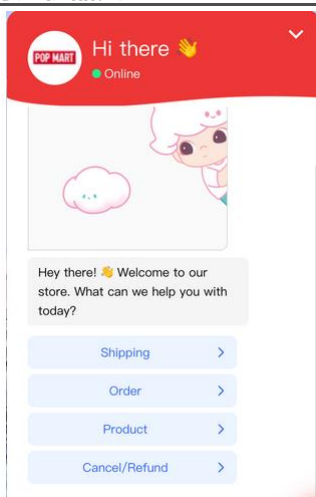 POP MART
Hi there 👋
Online
Hey there! 👋 Welcome to our
store. What can we help you with
today?
Shipping
Order
Product
Cancel/Refund